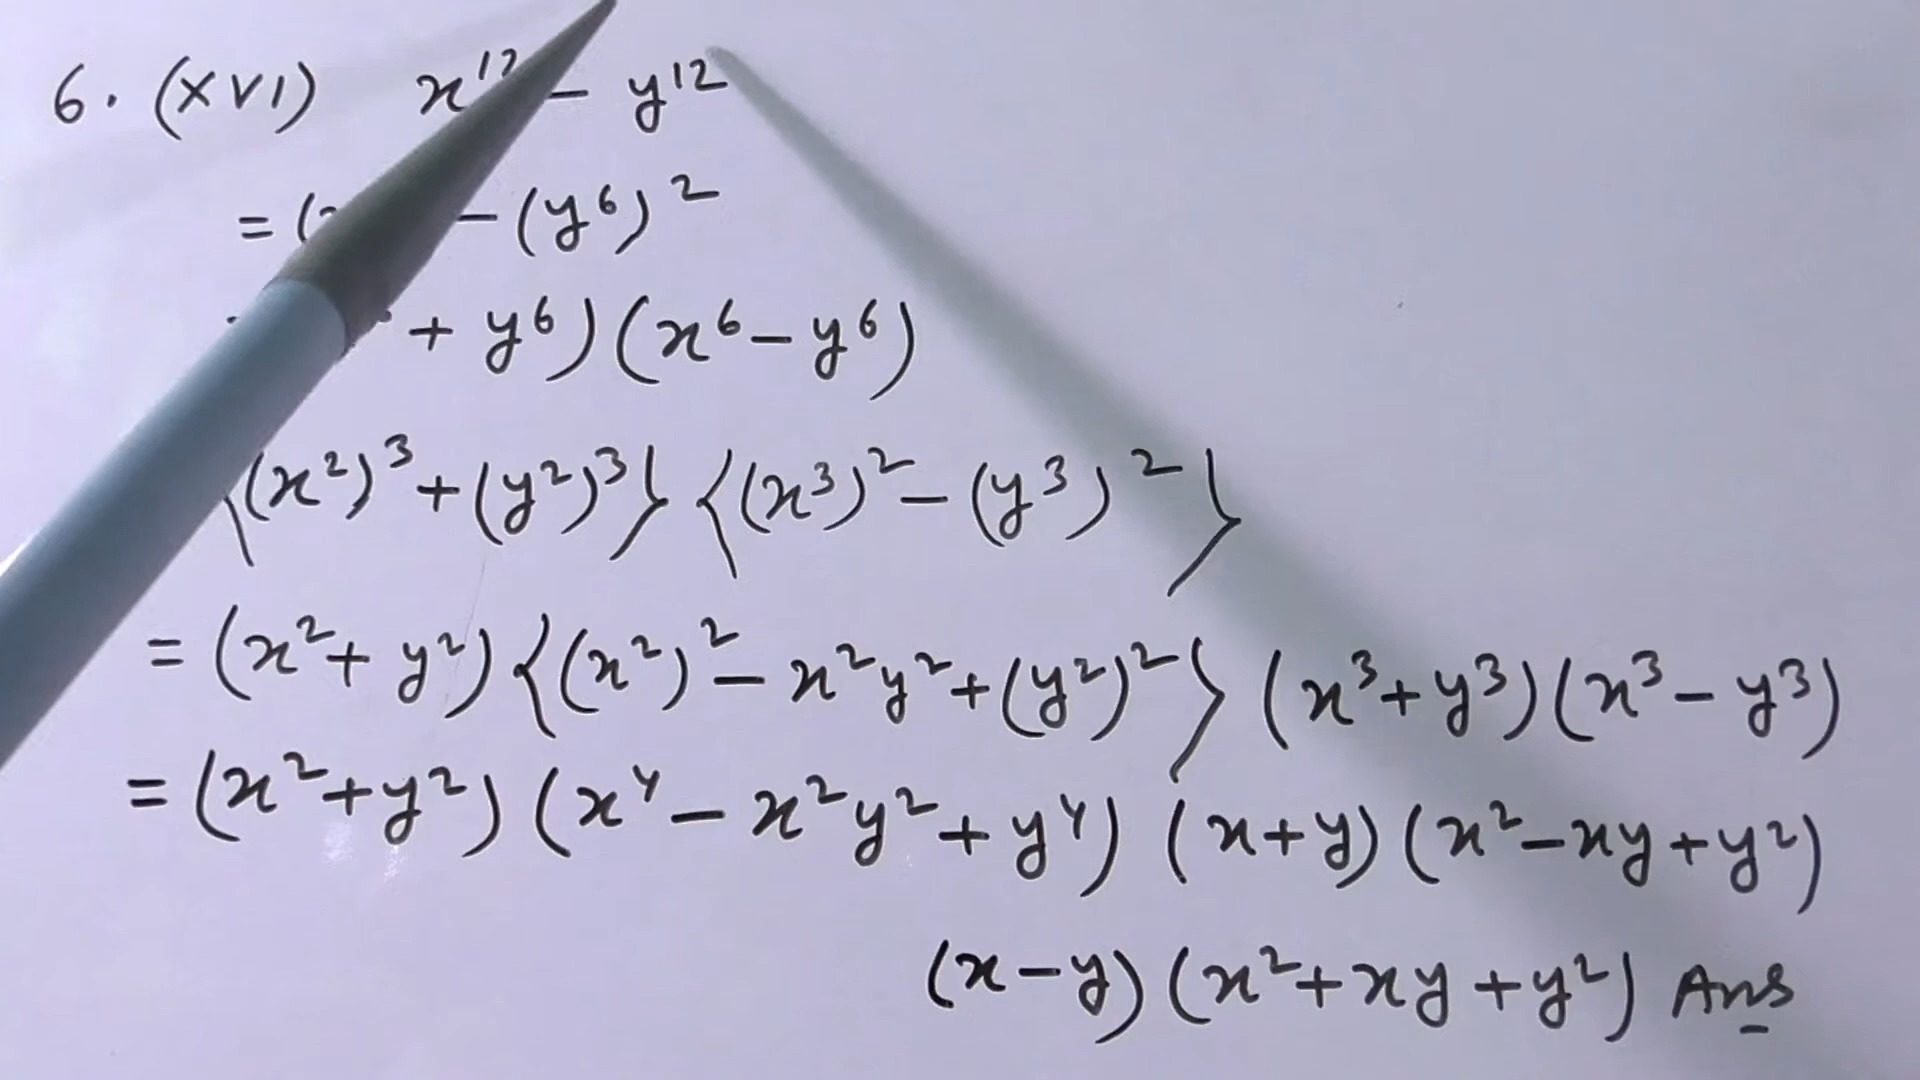 6. (XVI) x¹² − y¹²
= ( − (y⁶)²
+ y⁶) (x⁶ − y⁶)
{(x²)³ + (y²)³} {(x³)² − (y³)²}
= (x² + y²) {(x²)² − x²y² + (y²)²} (x³ + y³) (x³ − y³)
= (x² + y²) (x⁴ − x²y² + y⁴) (x + y) (x² − xy + y²)
(x − y) (x² + xy + y²) Ans